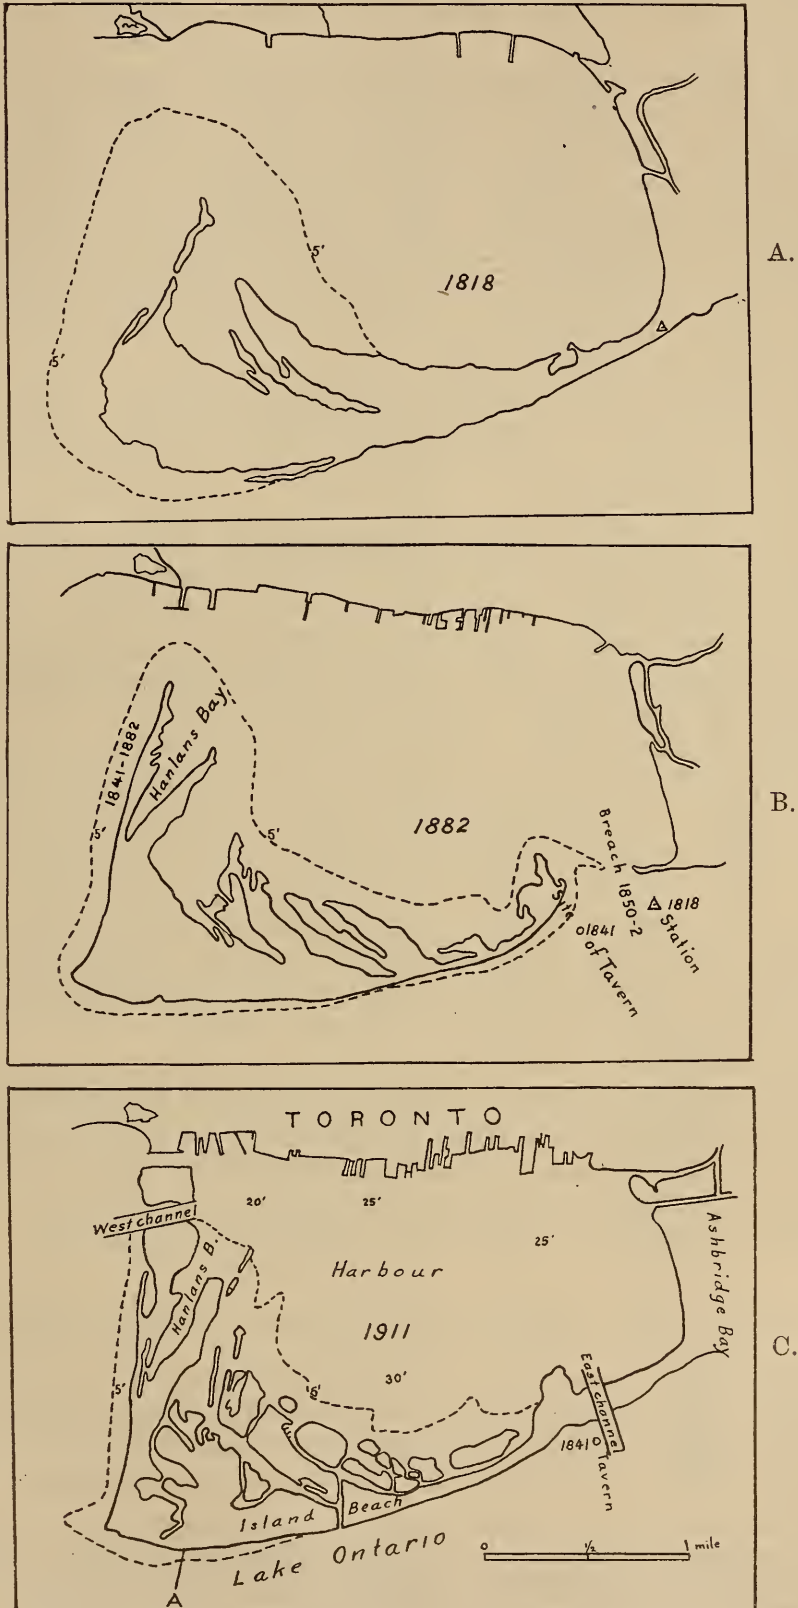 A.
5'
1818
5'
B.
1841-1882
Hanlans Bay
5'
5'
1882
Breach 1850-2
1818
Station
1841
Site of Tavern
C.
TORONTO
West channel
20'
25'
25'
Hanlans B.
Harbour
Ashbridge Bay
1911
5'
5'
30'
East channel
1841
Tavern
Island Beach
Lake Ontario
0 ½ 1 mile
A